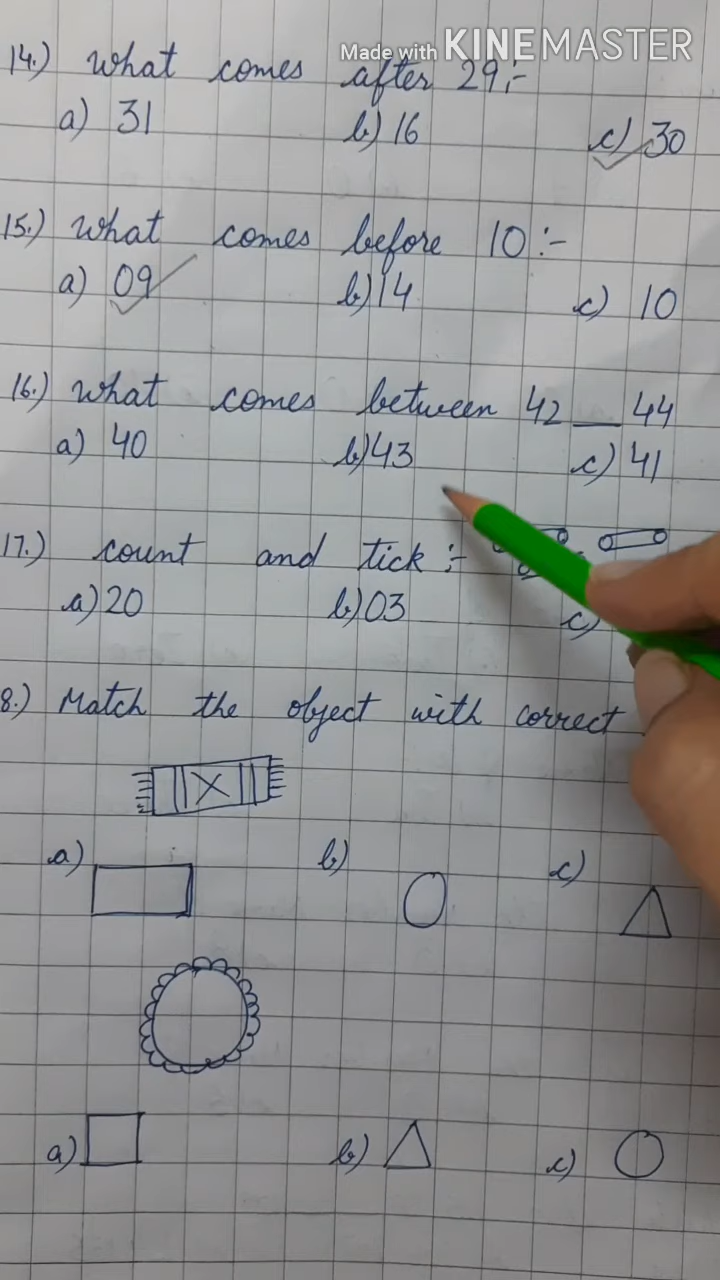 Made with KINEMASTER
14.) What comes after 29:-
a) 31 b) 16 c) 30
15.) What comes before 10:-
a) 09 b) 14 c) 10
16.) What comes between 42 __ 44
a) 40 b) 43 c) 41
17.) count and tick :-
a) 20 b) 03 c)
8.) Match the object with correct
a) b) c)
a) b) c)